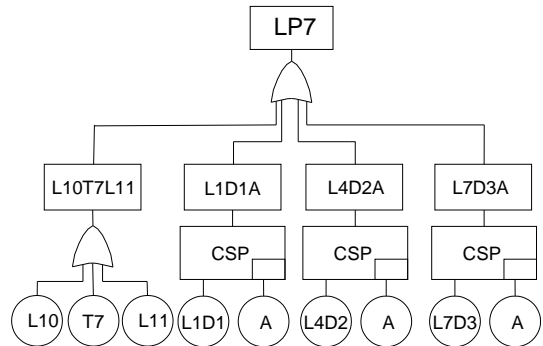 LP7
L10T7L11 L1D1A L4D2A L7D3A
CSP CSP CSP
L10 T7 L11 L1D1 A L4D2 A L7D3 A